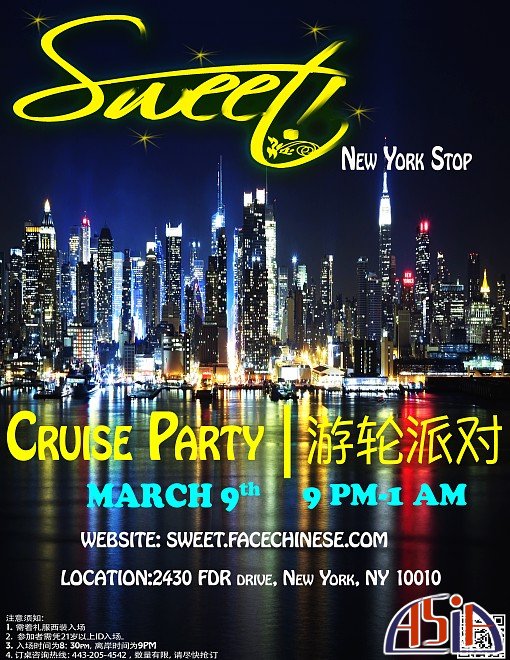 Sweet!
New York Stop
Cruise Party | 游轮派对
MARCH 9th 9 PM-1 AM
WEBSITE: SWEET.FACECHINESE.COM
LOCATION:2430 FDR DRIVE, NEW YORK, NY 10010
注意须知:
1. 需着礼服西装入场
2. 参加者需凭21岁以上ID入场.
3. 入场时间为8: 30PM, 离岸时间为9PM
4. 订桌咨询热线: 443-205-4542 , 数量有限, 请尽快抢订
ASIA